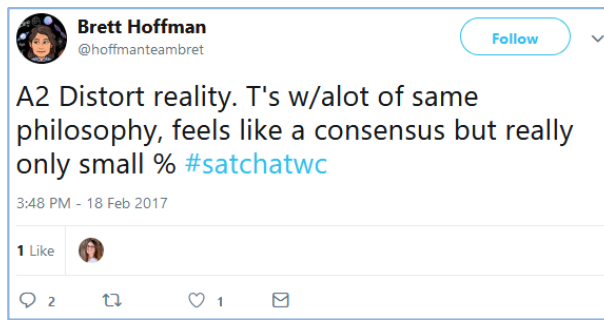 Brett Hoffman
@hoffmanteambret
Follow
A2 Distort reality. T's w/alot of same
philosophy, feels like a consensus but really
only small % #satchatwc
3:48 PM - 18 Feb 2017
1 Like
2
1